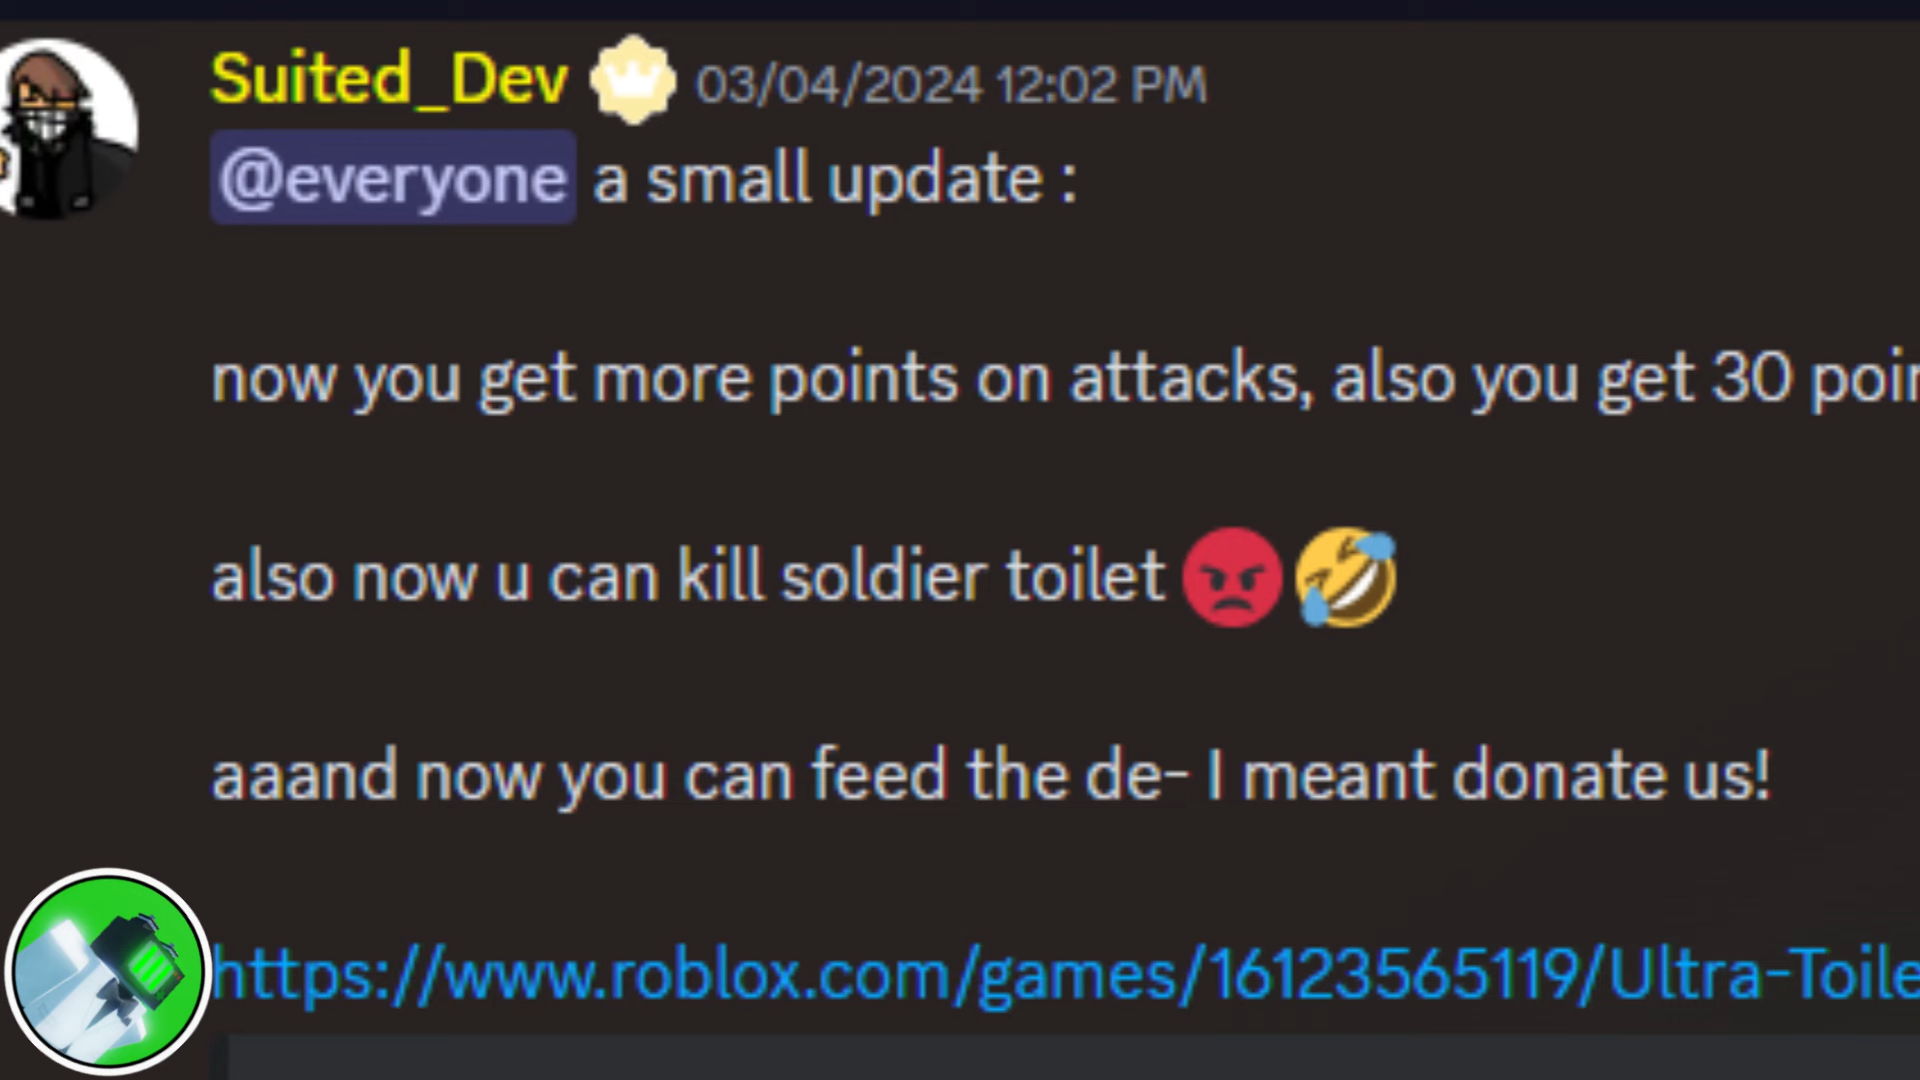 Suited_Dev 03/04/2024 12:02 PM
@everyone a small update :
now you get more points on attacks, also you get 30
also now u can kill soldier toilet 😡🤣
aaand now you can feed the de- I meant donate us!
https://www.roblox.com/games/16123565119/Ultra-Toile